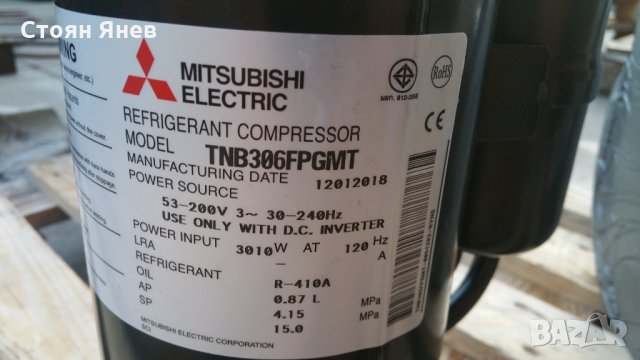 Стоян Янев
MITSUBISHI
ELECTRIC
RoHS
CE
REFRIGERANT COMPRESSOR
MODEL TNB306FPGMT
MANUFACTURING DATE 12012018
POWER SOURCE
53-200V 3~ 30-240Hz
USE ONLY WITH D.C. INVERTER
POWER INPUT 3010 W AT 120 Hz
LRA – A
REFRIGERANT R-410A
OIL 0.87 L
AP 4.15 MPa
SP 15.0 MPa
MITSUBISHI ELECTRIC CORPORATION
BAZAR